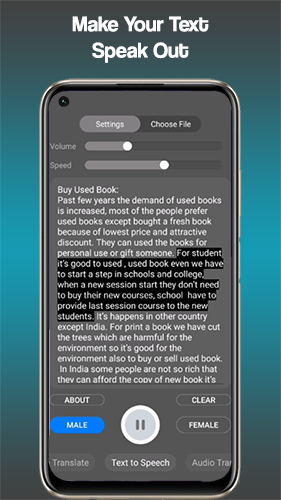 Make Your Text
Speak Out
Settings
Choose File
Volume
Speed
Buy Used Book:
Past few years the demand of used books
is increased, most of the people prefer
used books except bought a fresh book
because of lowest price and attractive
discount. They can used the books for
personal use or gift someone. For student
it's good to used , used book even we have
to start a step in schools and college,
when a new session start they don't need
to buy their new courses, school  have to
provide last session course to the new
students. It's happens in other country
except India. For print a book we have cut
the trees which are harmful for the
environment so it's good for the
environment also to buy or sell used book.
In India some people are not so rich that
they can afford the copy of new book it's
ABOUT
CLEAR
MALE
FEMALE
Translate
Text to Speech
Audio Tran